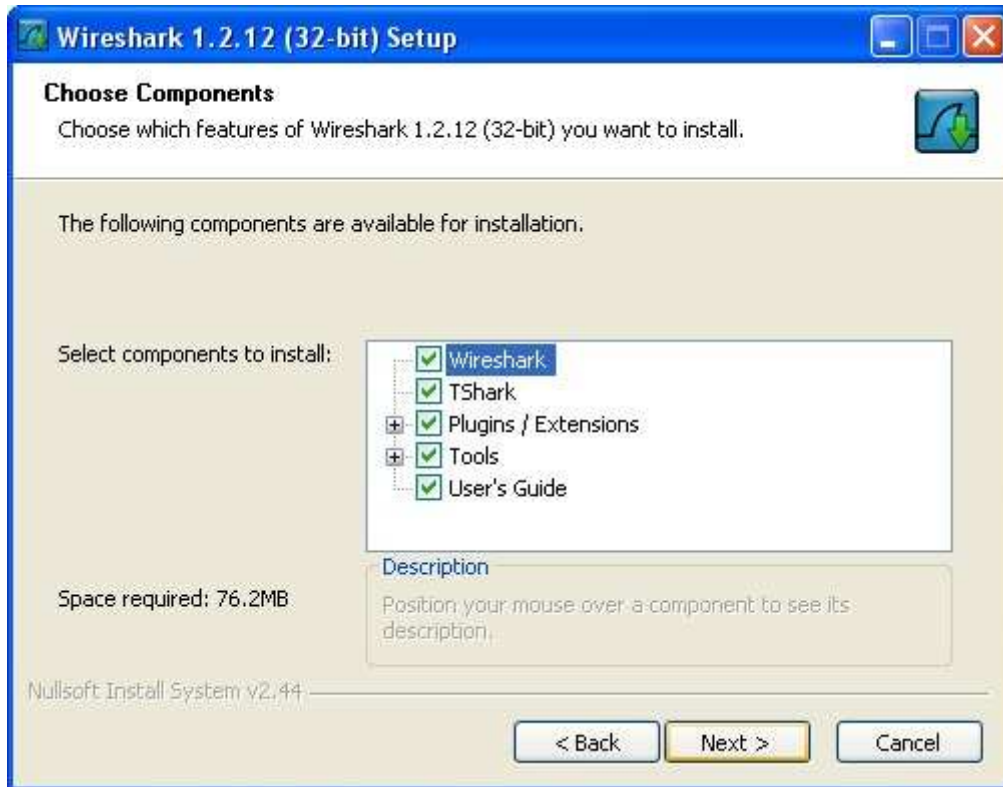 Wireshark 1.2.12 (32-bit) Setup
Choose Components
Choose which features of Wireshark 1.2.12 (32-bit) you want to install.
The following components are available for installation.
Select components to install:
Wireshark
TShark
Plugins / Extensions
Tools
User's Guide
Space required: 76.2MB
Description
Position your mouse over a component to see its
description.
Nullsoft Install System v2.44
< Back
Next >
Cancel